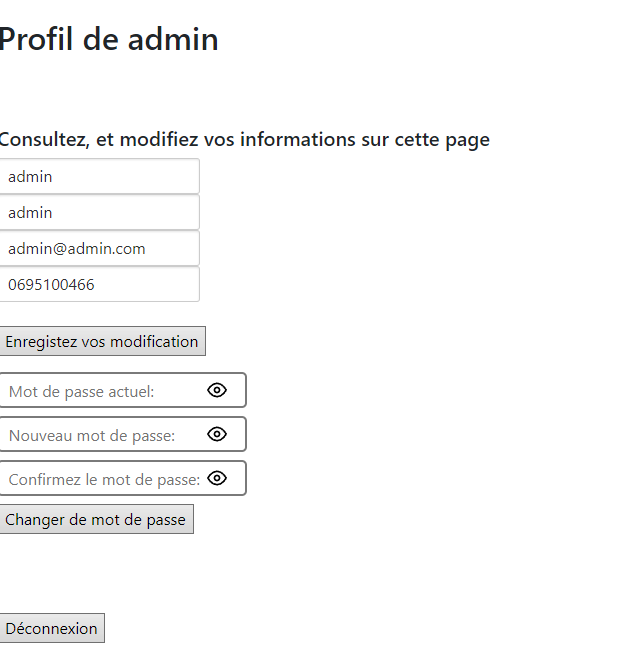 Profil de admin
Consultez, et modifiez vos informations sur cette page
admin
admin
admin@admin.com
0695100466
Enregistez vos modification
Mot de passe actuel:
Nouveau mot de passe:
Confirmez le mot de passe:
Changer de mot de passe
Déconnexion